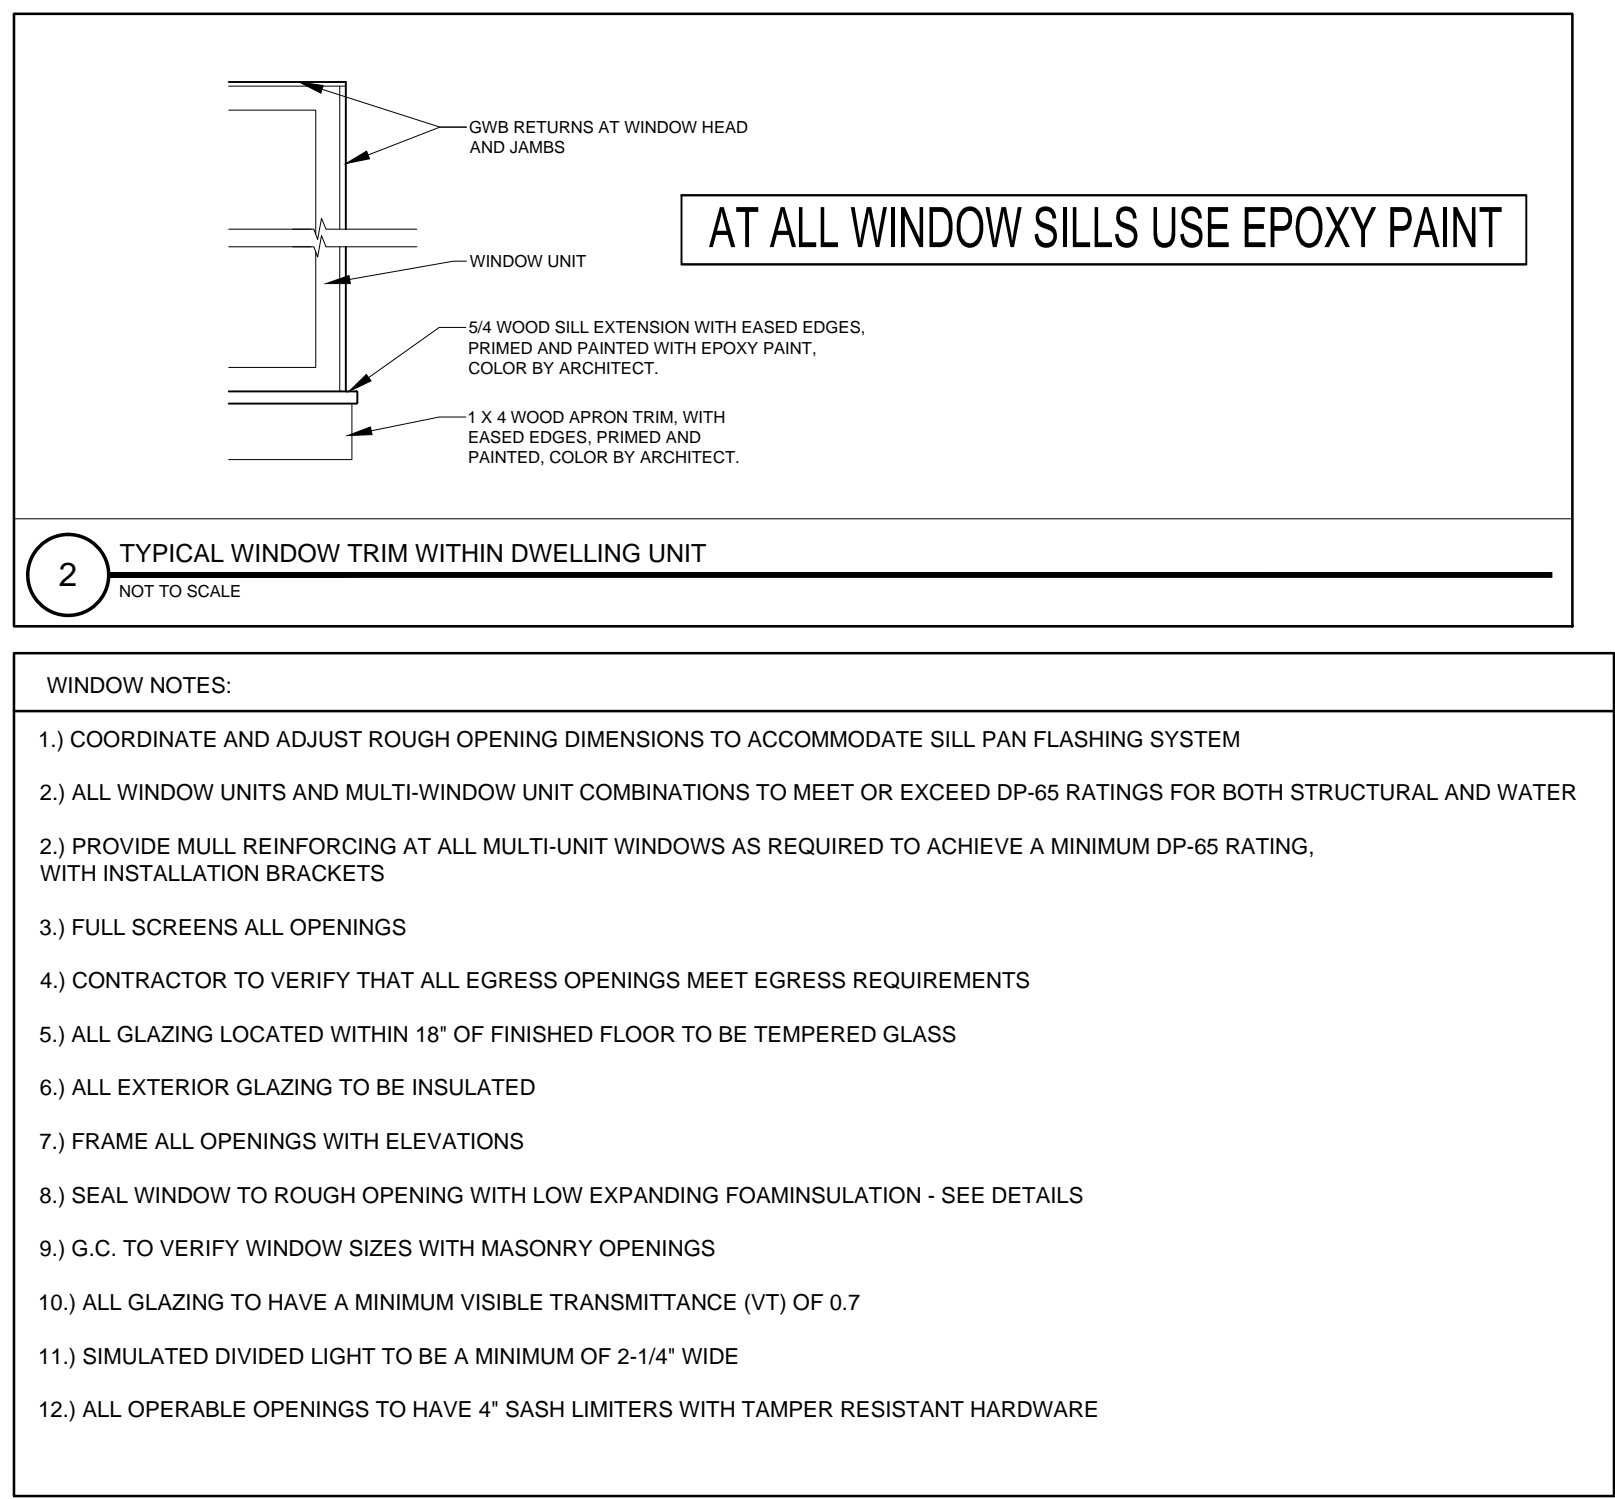 GWB RETURNS AT WINDOW HEAD
AND JAMBS
AT ALL WINDOW SILLS USE EPOXY PAINT
WINDOW UNIT
5/4 WOOD SILL EXTENSION WITH EASED EDGES,
PRIMED AND PAINTED WITH EPOXY PAINT,
COLOR BY ARCHITECT.
1 X 4 WOOD APRON TRIM, WITH
EASED EDGES, PRIMED AND
PAINTED, COLOR BY ARCHITECT.
2
TYPICAL WINDOW TRIM WITHIN DWELLING UNIT
NOT TO SCALE
WINDOW NOTES:
1.) COORDINATE AND ADJUST ROUGH OPENING DIMENSIONS TO ACCOMMODATE SILL PAN FLASHING SYSTEM
2.) ALL WINDOW UNITS AND MULTI-WINDOW UNIT COMBINATIONS TO MEET OR EXCEED DP-65 RATINGS FOR BOTH STRUCTURAL AND WATER
2.) PROVIDE MULL REINFORCING AT ALL MULTI-UNIT WINDOWS AS REQUIRED TO ACHIEVE A MINIMUM DP-65 RATING,
WITH INSTALLATION BRACKETS
3.) FULL SCREENS ALL OPENINGS
4.) CONTRACTOR TO VERIFY THAT ALL EGRESS OPENINGS MEET EGRESS REQUIREMENTS
5.) ALL GLAZING LOCATED WITHIN 18" OF FINISHED FLOOR TO BE TEMPERED GLASS
6.) ALL EXTERIOR GLAZING TO BE INSULATED
7.) FRAME ALL OPENINGS WITH ELEVATIONS
8.) SEAL WINDOW TO ROUGH OPENING WITH LOW EXPANDING FOAMINSULATION - SEE DETAILS
9.) G.C. TO VERIFY WINDOW SIZES WITH MASONRY OPENINGS
10.) ALL GLAZING TO HAVE A MINIMUM VISIBLE TRANSMITTANCE (VT) OF 0.7
11.) SIMULATED DIVIDED LIGHT TO BE A MINIMUM OF 2-1/4" WIDE
12.) ALL OPERABLE OPENINGS TO HAVE 4" SASH LIMITERS WITH TAMPER RESISTANT HARDWARE